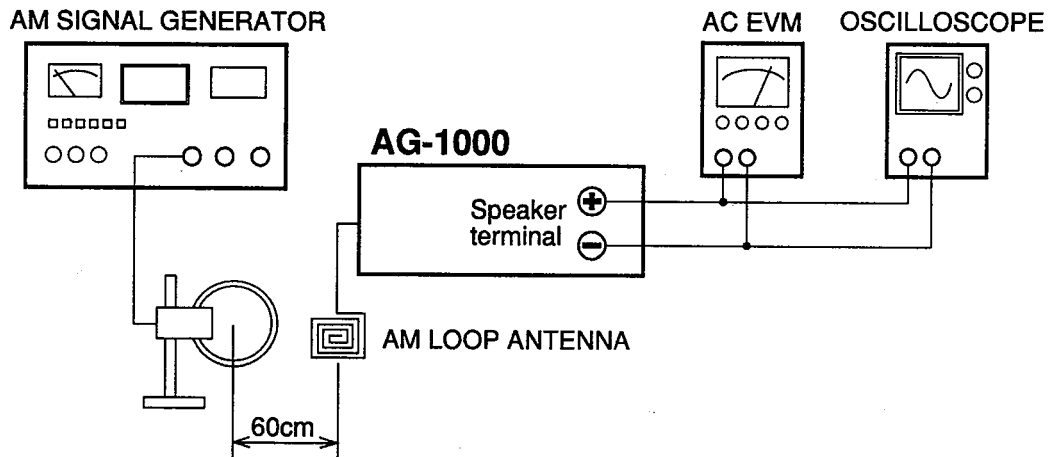 AM SIGNAL GENERATOR
AC EVM
OSCILLOSCOPE
AG-1000
Speaker
terminal
+
−
AM LOOP ANTENNA
60cm